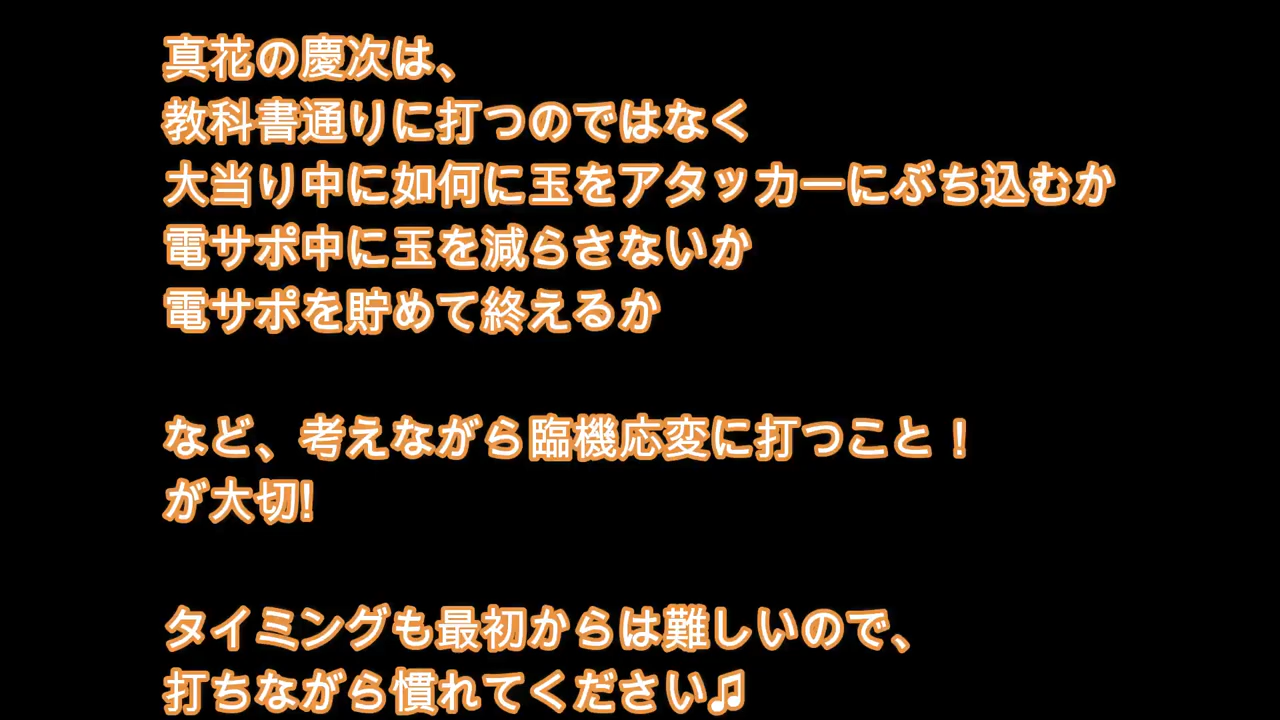 真花の慶次は、
教科書通りに打つのではなく
大当り中に如何に玉をアタッカーにぶち込むか
電サポ中に玉を減らさないか
電サポを貯めて終えるか
など、考えながら臨機応変に打つこと！
が大切!
タイミングも最初からは難しいので、
打ちながら慣れてください♫